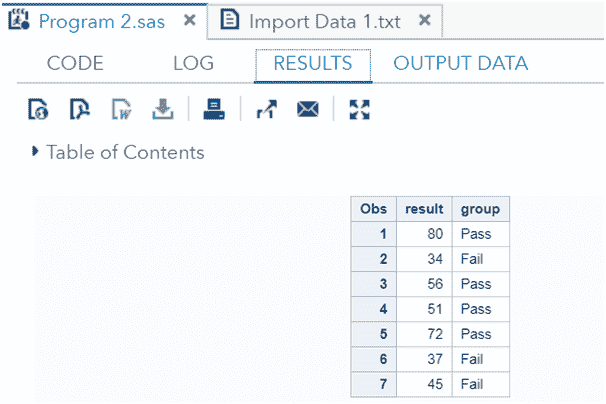 Program 2.sas × Import Data 1.txt ×
CODE LOG RESULTS OUTPUT DATA
Table of Contents
Obs result group
1 80 Pass
2 34 Fail
3 56 Pass
4 51 Pass
5 72 Pass
6 37 Fail
7 45 Fail